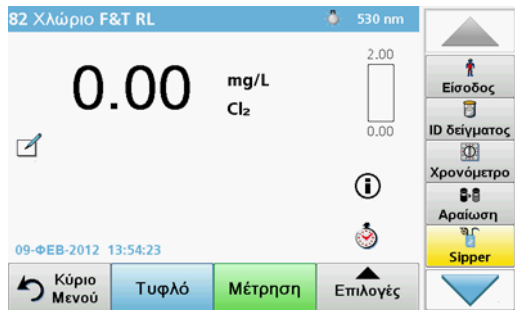 82 Χλώριο F&T RL
530 nm
0.00
mg/L
Cl₂
2.00
0.00
09-ΦΕΒ-2012 13:54:23
Κύριο
Μενού
Τυφλό
Μέτρηση
Επιλογές
Είσοδος
ID δείγματος
Χρονόμετρο
Αραίωση
Sipper